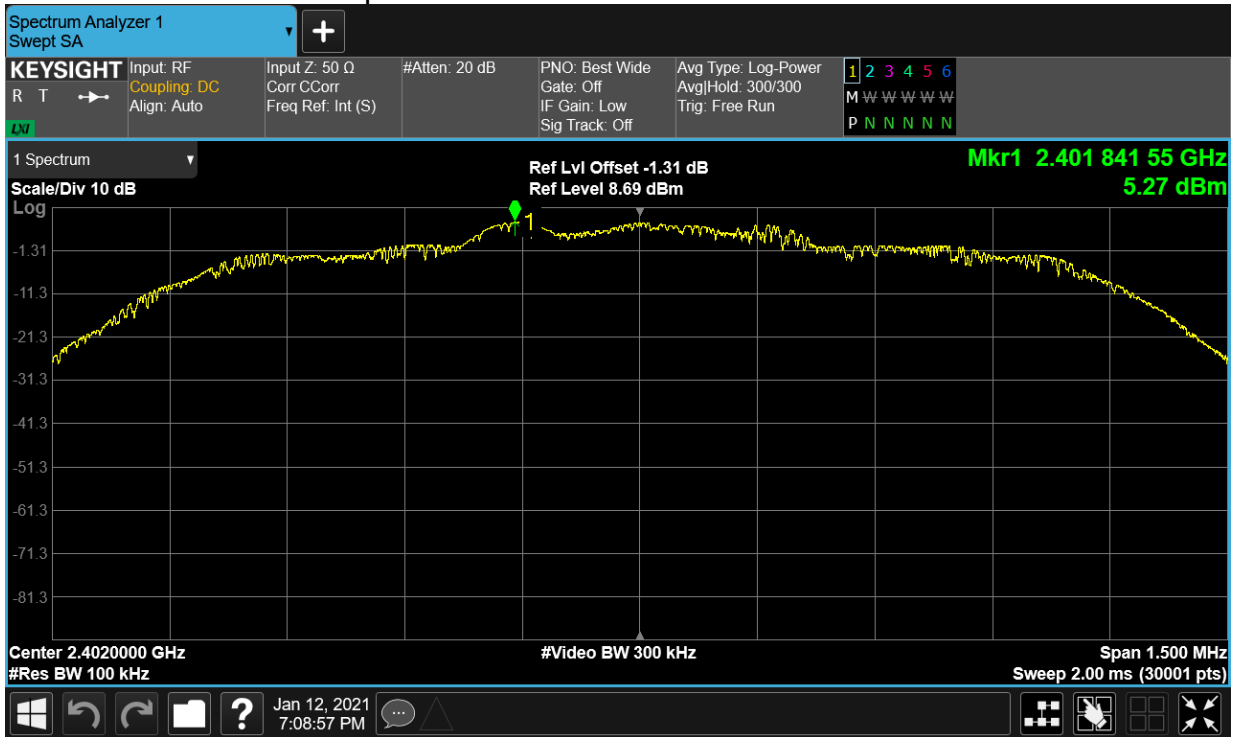 Spectrum Analyzer 1
Swept SA
KEYSIGHT
R T
LXI
Input: RF
Coupling: DC
Align: Auto
Input Z: 50 Ω
Corr CCorr
Freq Ref: Int (S)
#Atten: 20 dB
PNO: Best Wide
Gate: Off
IF Gain: Low
Sig Track: Off
Avg Type: Log-Power
Avg|Hold: 300/300
Trig: Free Run
1 2 3 4 5 6
M W W W W W
P N N N N N
1 Spectrum
Scale/Div 10 dB
Log
Ref Lvl Offset -1.31 dB
Ref Level 8.69 dBm
Mkr1 2.401 841 55 GHz
5.27 dBm
1
-1.31
-11.3
-21.3
-31.3
-41.3
-51.3
-61.3
-71.3
-81.3
Center 2.4020000 GHz
#Res BW 100 kHz
#Video BW 300 kHz
Span 1.500 MHz
Sweep 2.00 ms (30001 pts)
?
Jan 12, 2021
7:08:57 PM